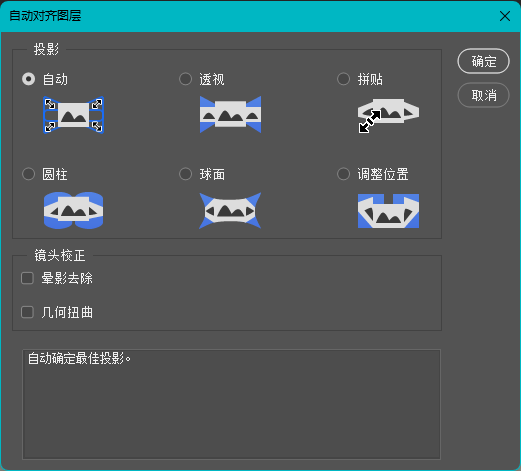 自动对齐图层
投影
确定
自动
透视
拼贴
取消
圆柱
球面
调整位置
镜头校正
晕影去除
几何扭曲
自动确定最佳投影。